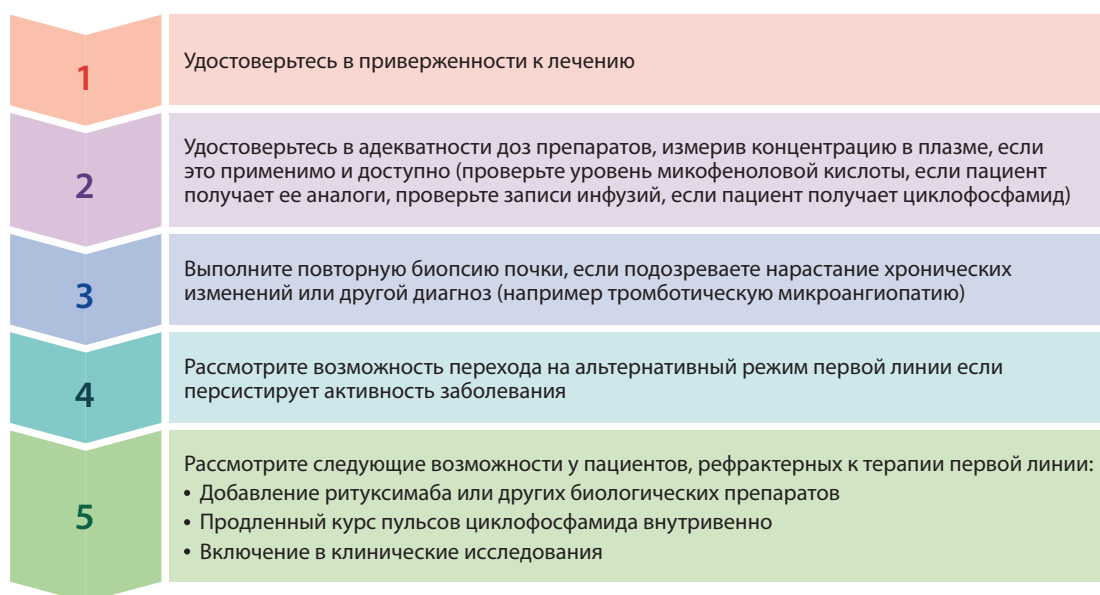 1
Удостоверьтесь в приверженности к лечению
2
Удостоверьтесь в адекватности доз препаратов, измерив концентрацию в плазме, если
это применимо и доступно (проверьте уровень микофеноловой кислоты, если пациент
получает ее аналоги, проверьте записи инфузий, если пациент получает циклофосфамид)
3
Выполните повторную биопсию почки, если подозреваете нарастание хронических
изменений или другой диагноз (например тромботическую микроангиопатию)
4
Рассмотрите возможность перехода на альтернативный режим первой линии если
персистирует активность заболевания
5
Рассмотрите следующие возможности у пациентов, рефрактерных к терапии первой линии:
• Добавление ритуксимаба или других биологических препаратов
• Продленный курс пульсов циклофосфамида внутривенно
• Включение в клинические исследования